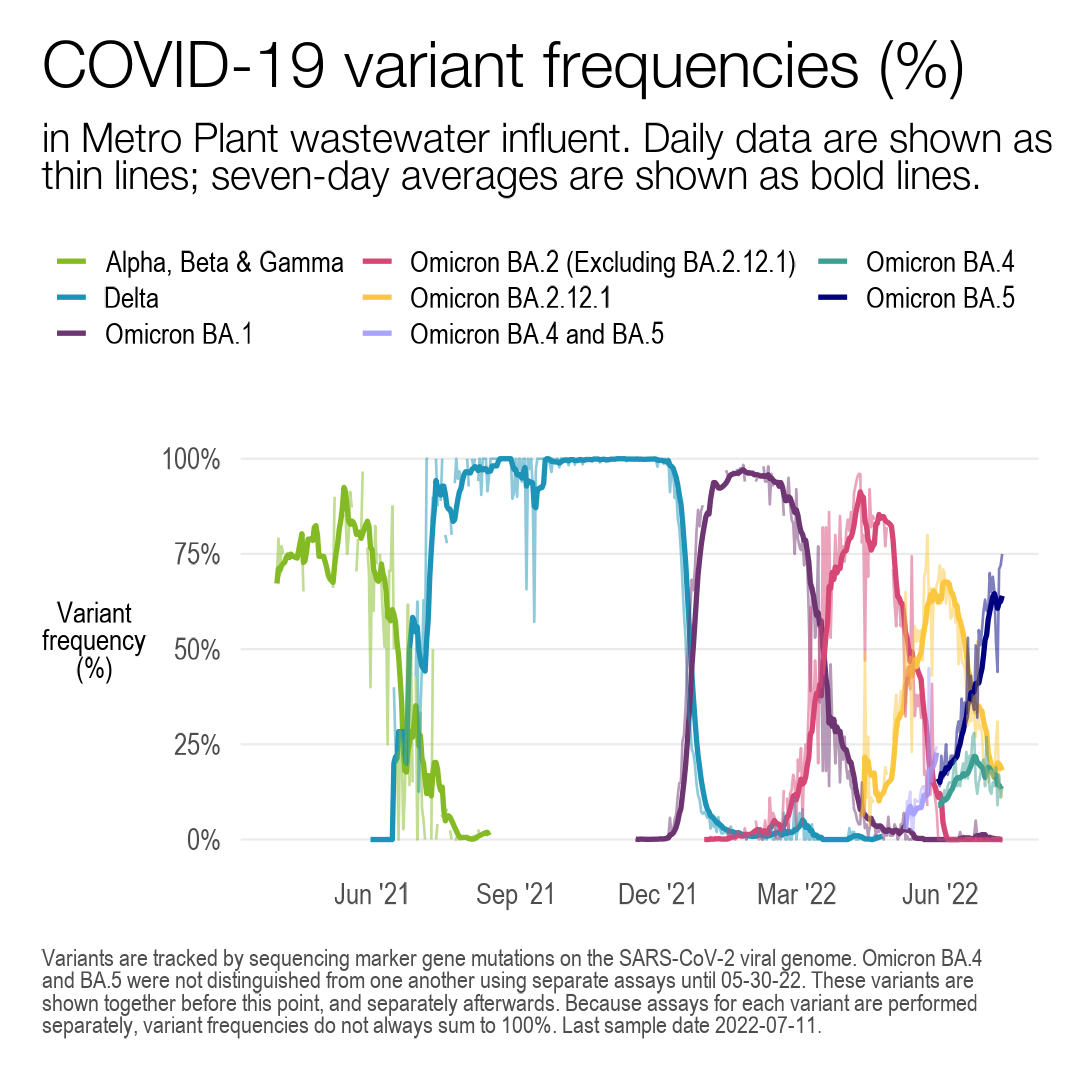 COVID-19 variant frequencies (%)
in Metro Plant wastewater influent. Daily data are shown as
thin lines; seven-day averages are shown as bold lines.
Alpha, Beta & Gamma
Omicron BA.2 (Excluding BA.2.12.1)
Omicron BA.4
Delta
Omicron BA.2.12.1
Omicron BA.5
Omicron BA.1
Omicron BA.4 and BA.5
100%
75%
50%
25%
0%
Variant
frequency
(%)
Jun '21
Sep '21
Dec '21
Mar '22
Jun '22
Variants are tracked by sequencing marker gene mutations on the SARS-CoV-2 viral genome. Omicron BA.4
and BA.5 were not distinguished from one another using separate assays until 05-30-22. These variants are
shown together before this point, and separately afterwards. Because assays for each variant are performed
separately, variant frequencies do not always sum to 100%. Last sample date 2022-07-11.